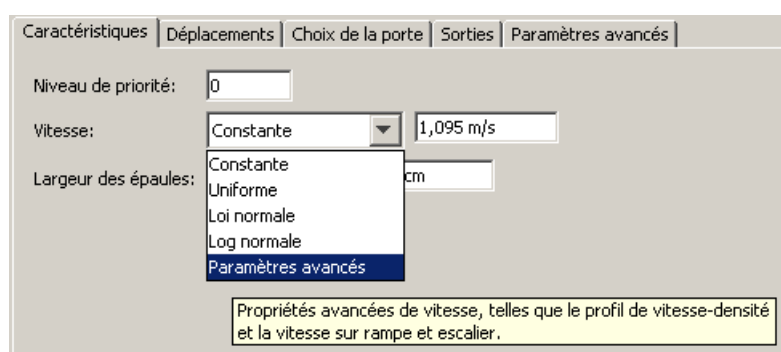 Caractéristiques Déplacements Choix de la porte Sorties Paramètres avancés
Niveau de priorité: 0
Vitesse: Constante 1,095 m/s
Largeur des épaules: cm
Constante
Uniforme
Loi normale
Log normale
Paramètres avancés
Propriétés avancées de vitesse, telles que le profil de vitesse-densité
et la vitesse sur rampe et escalier.